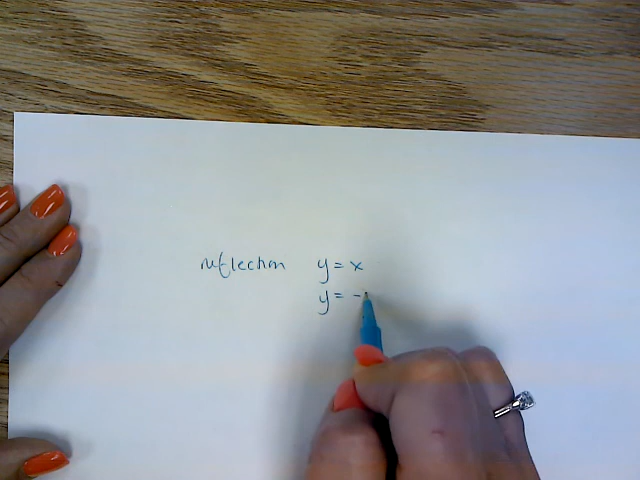 reflection y = x
y = -